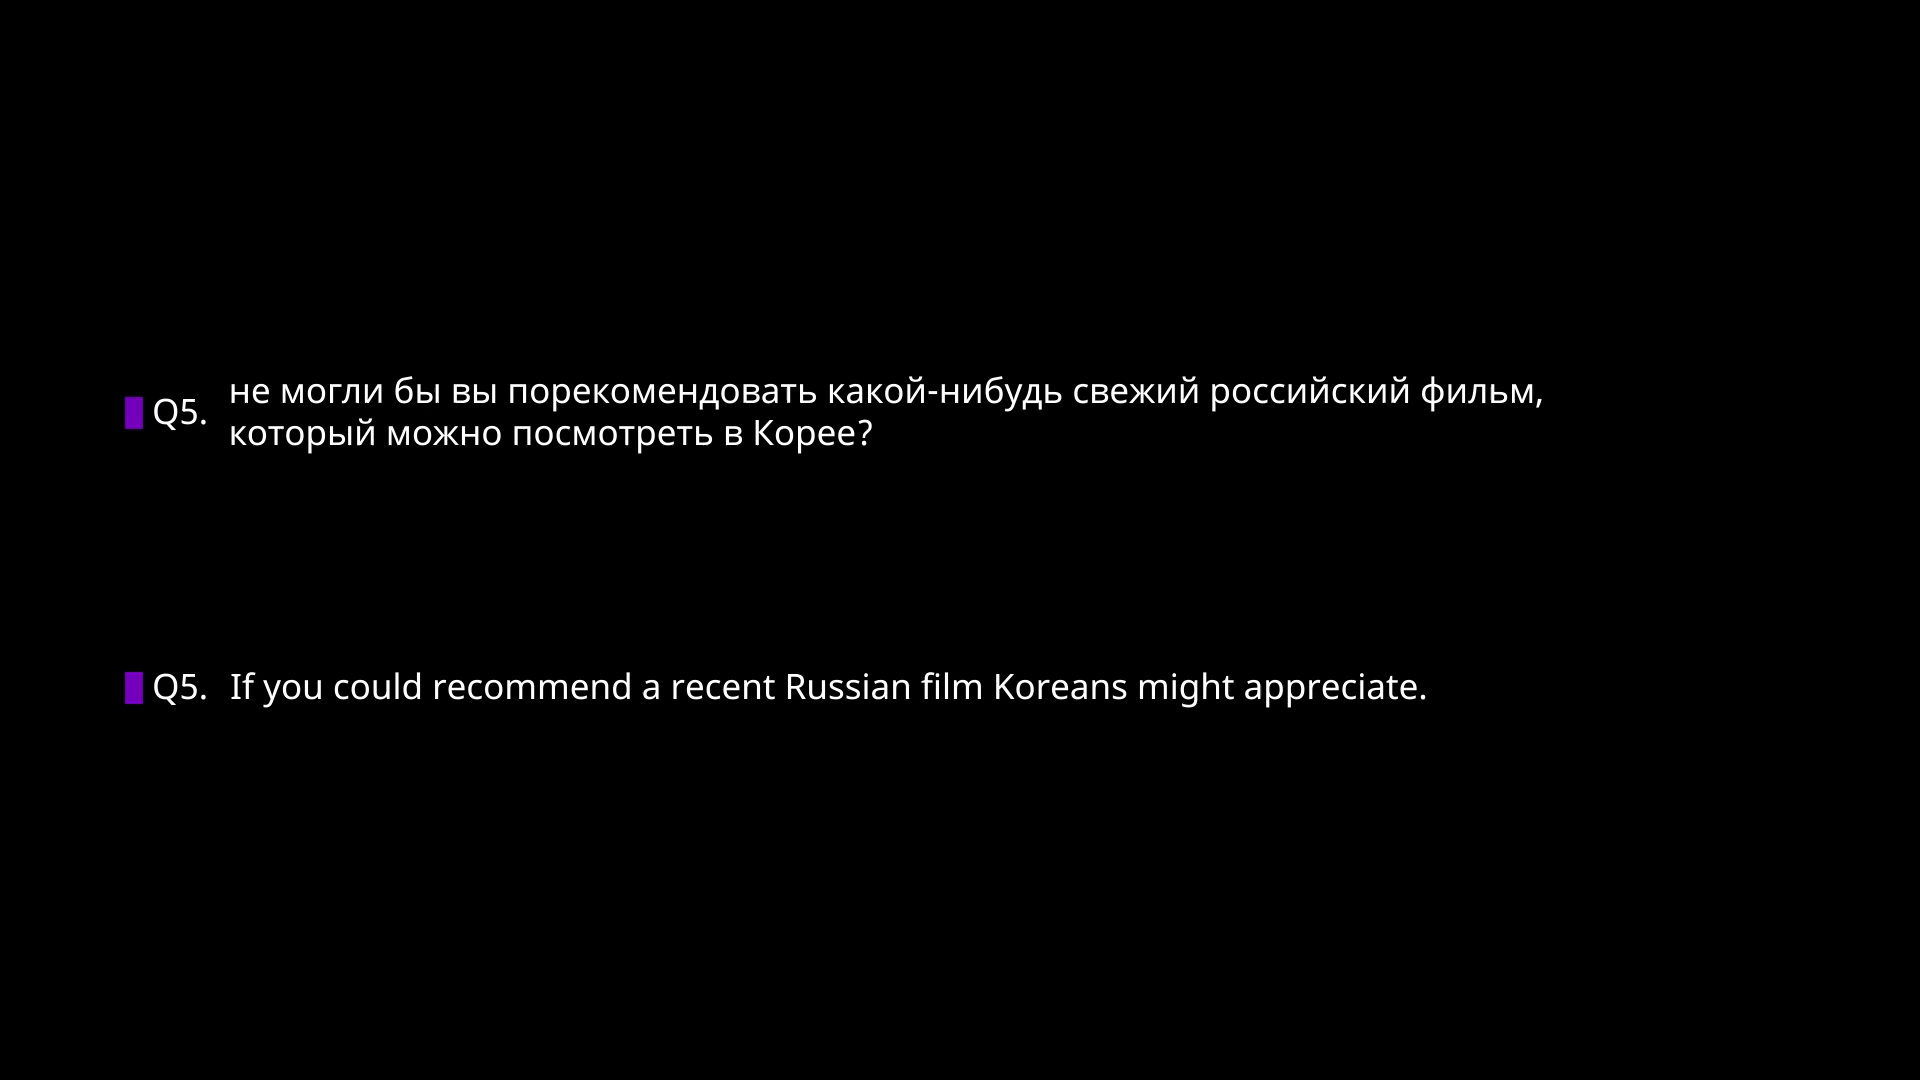 Q5. не могли бы вы порекомендовать какой-нибудь свежий российский фильм,
который можно посмотреть в Корее?
Q5. If you could recommend a recent Russian film Koreans might appreciate.